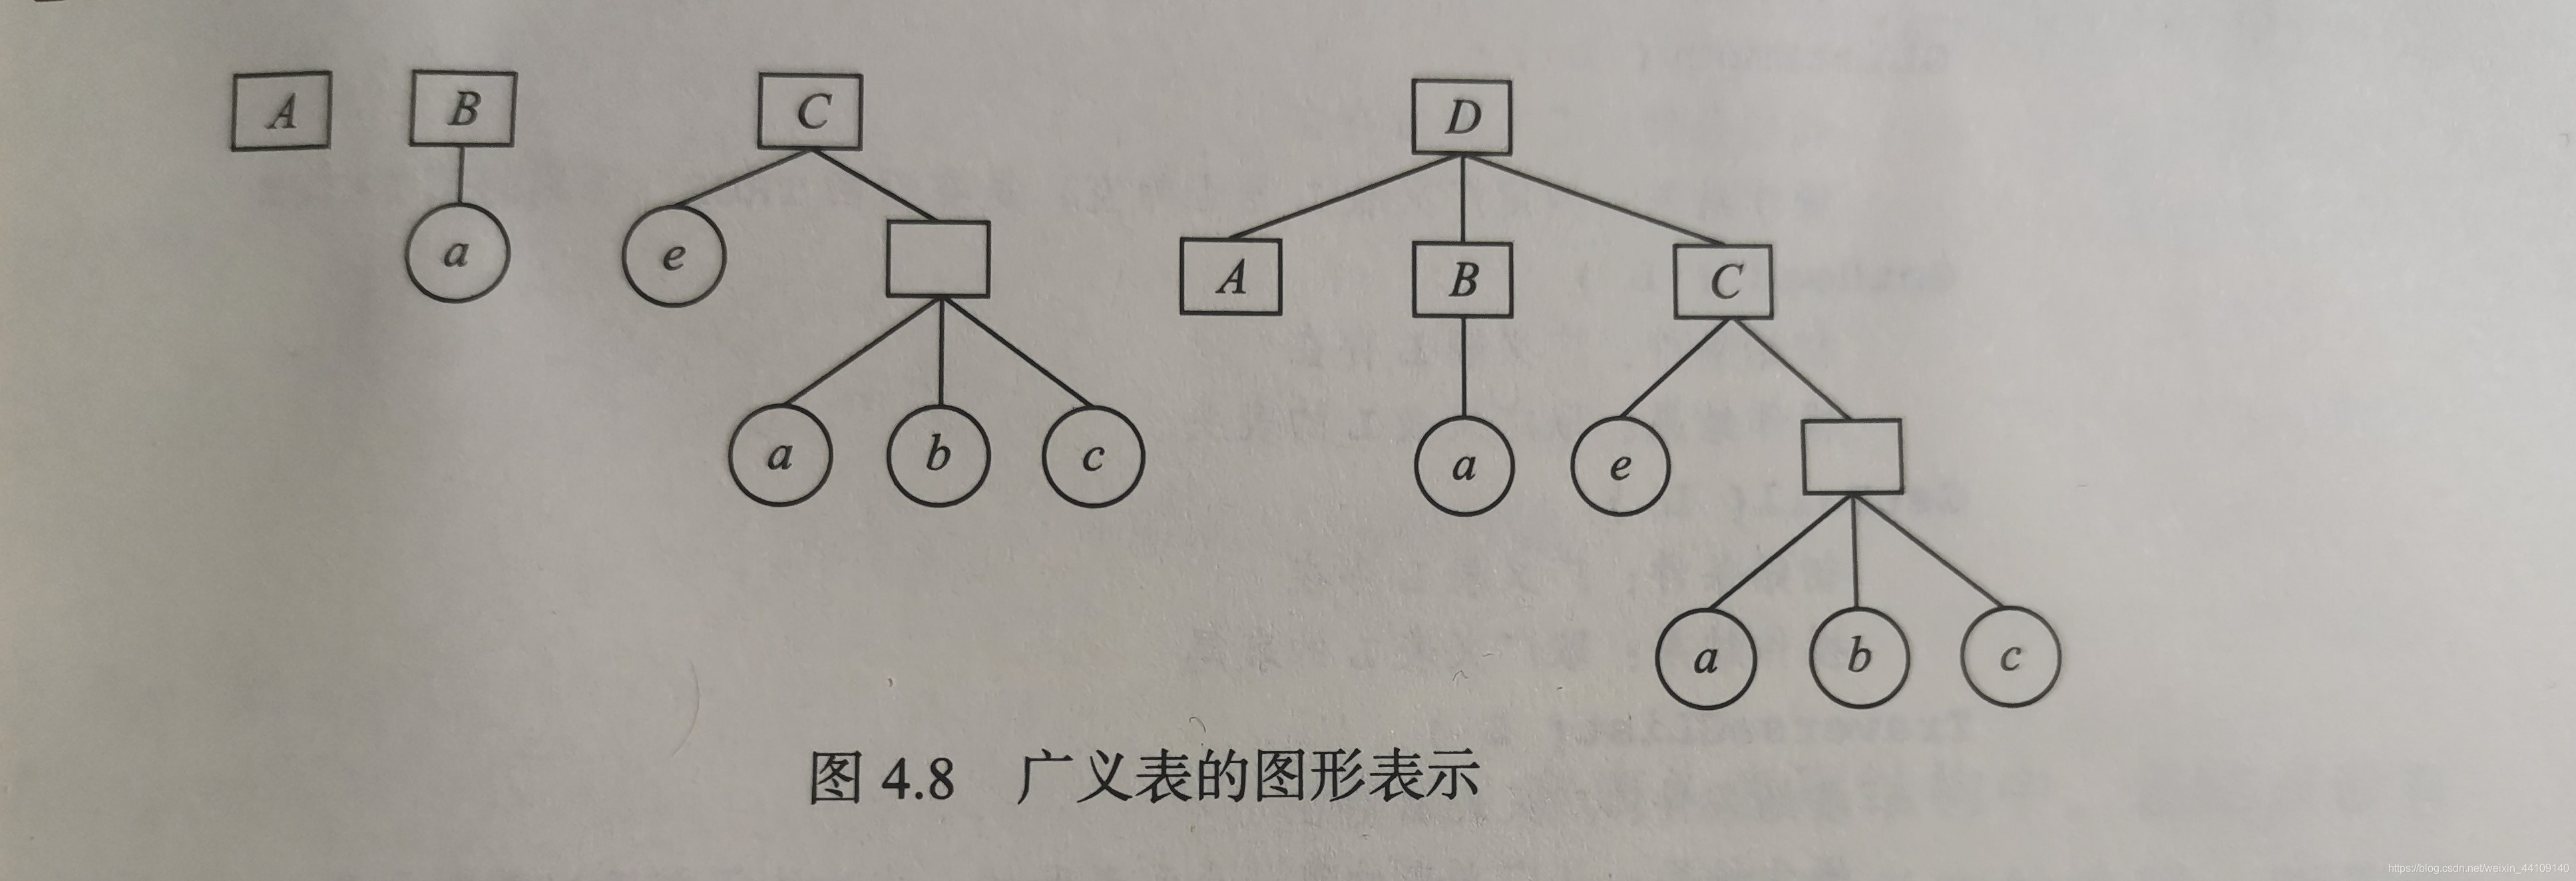 A B C D
a e A B C
a b c a e
a b c
图 4.8 广义表的图形表示
https://blog.csdn.net/weixin_44109140